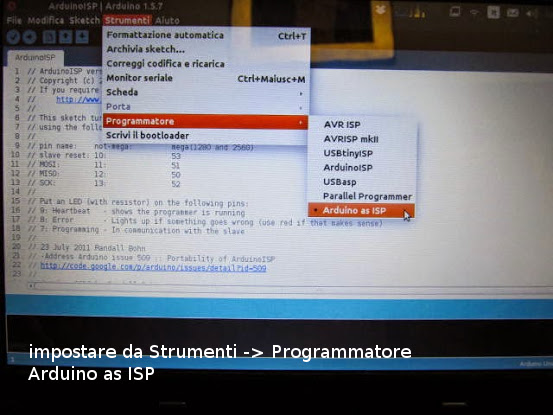 ArduinoISP | Arduino 1.5.7
File Modifica Sketch Strumenti Aiuto
Formattazione automatica Ctrl+T
Archivia sketch...
Correggi codifica e ricarica
Monitor seriale Ctrl+Maiusc+M
Scheda
Porta
Programmatore
Scrivi il bootloader
AVR ISP
AVRISP mkII
USBtinyISP
ArduinoISP
USBasp
Parallel Programmer
Arduino as ISP
ArduinoISP
1 // ArduinoISP vers
2 // Copyright (c) 2
3 // If you require
4 // http://www.
5 //
6 // This sketch tu
7 // using the follo
8 //
9 // pin name: not-mega: mega(1280 and 2560)
10 // slave reset: 10: 53
11 // MOSI: 11: 51
12 // MISO: 12: 50
13 // SCK: 13: 52
14 //
15 // Put an LED (with resistor) on the following pins:
16 // 9: Heartbeat - shows the programmer is running
17 // 8: Error - Lights up if something goes wrong (use red if that makes sense)
18 // 7: Programming - In communication with the slave
19 //
20 // 23 July 2011 Randall Bohn
21 // -Address Arduino issue 509 :: Portability of ArduinoISP
22 // http://code.google.com/p/arduino/issues/detail?id=509
23 //
impostare da Strumenti -> Programmatore
Arduino as ISP